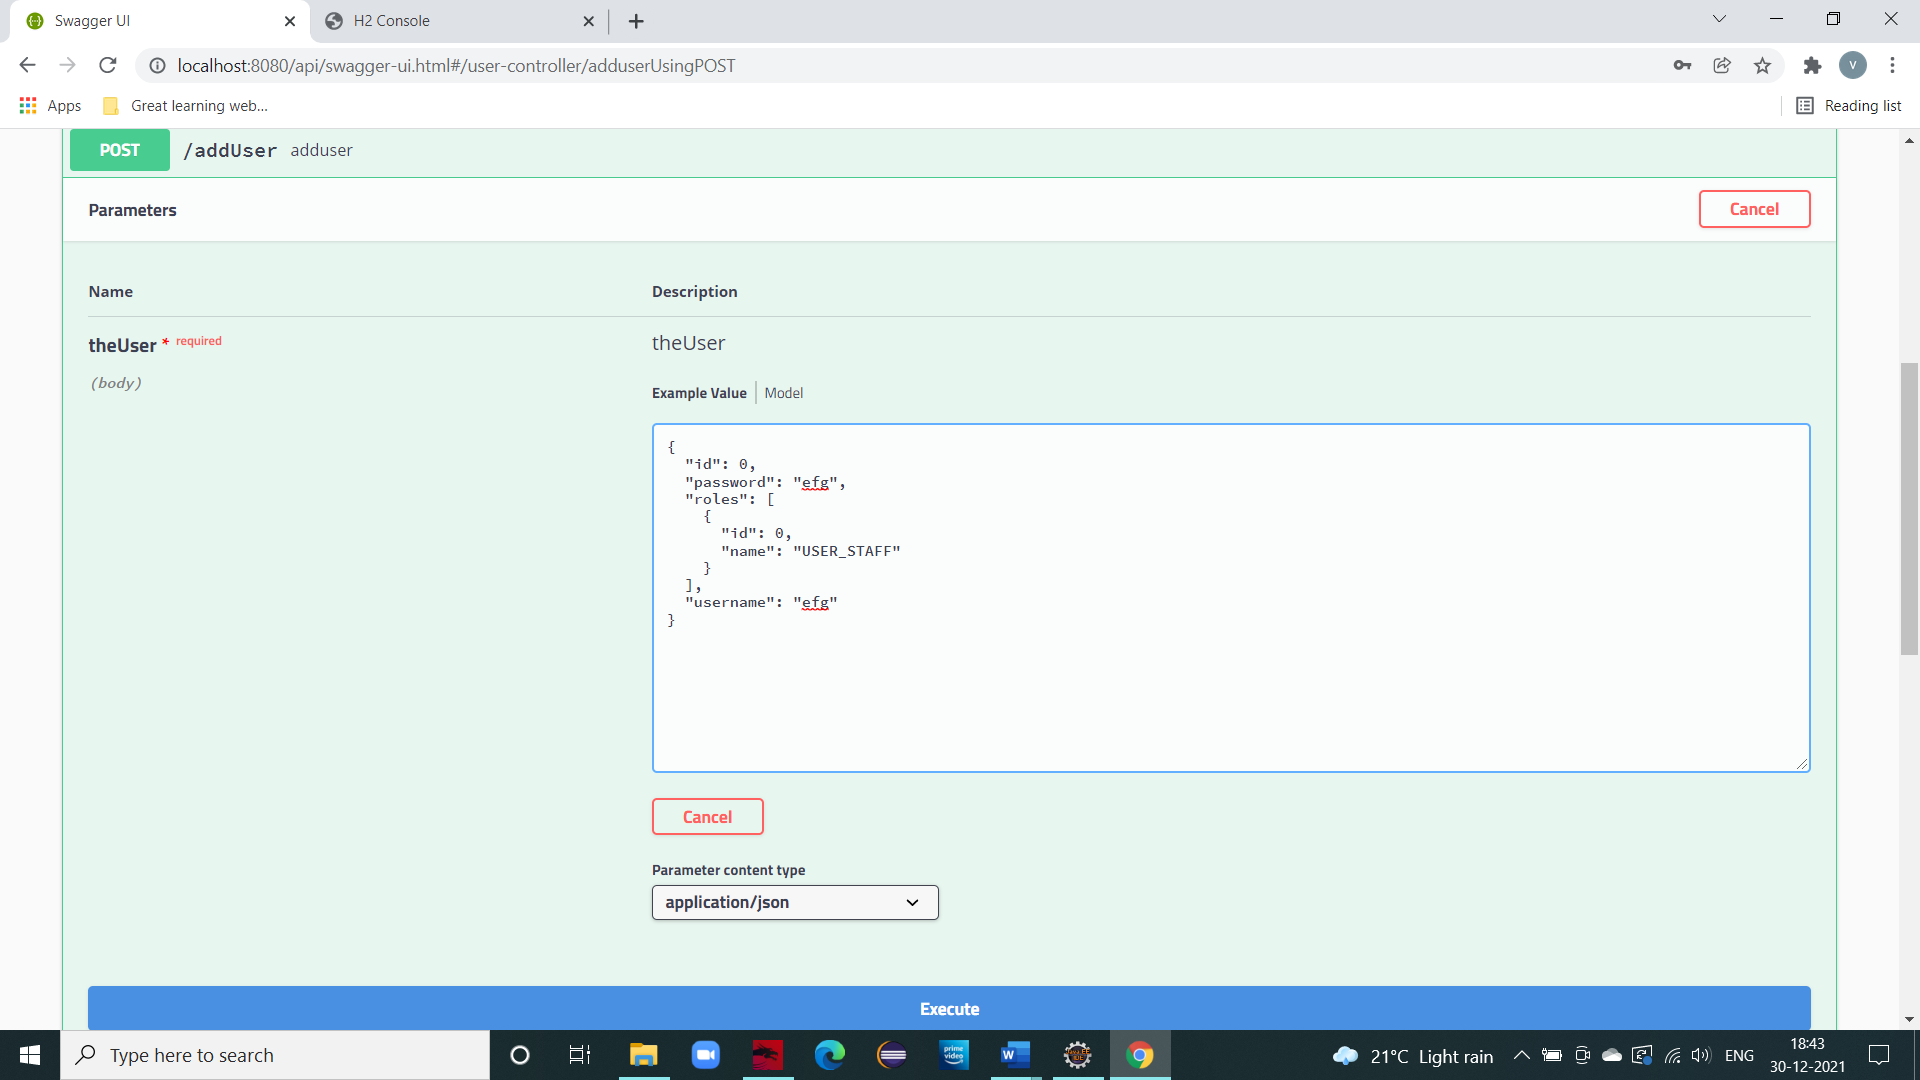 Swagger UI
H2 Console
localhost:8080/api/swagger-ui.html#/user-controller/adduserUsingPOST
V
Apps
Great learning web...
Reading list
POST /addUser adduser
Parameters
Cancel
Name Description
theUser * required
theUser
(body)
Example Value Model
{
"id": 0,
"password": "efg",
"roles": [
{
"id": 0,
"name": "USER_STAFF"
}
],
"username": "efg"
}
Cancel
Parameter content type
application/json
Execute
Type here to search
prime video
W
21°C Light rain
ENG
18:43
30-12-2021